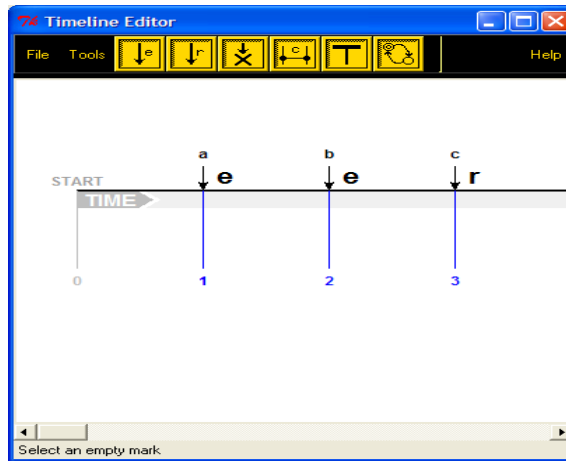 Timeline Editor
File Tools e r c Help
a b c
e e r
START
TIME
0 1 2 3
Select an empty mark